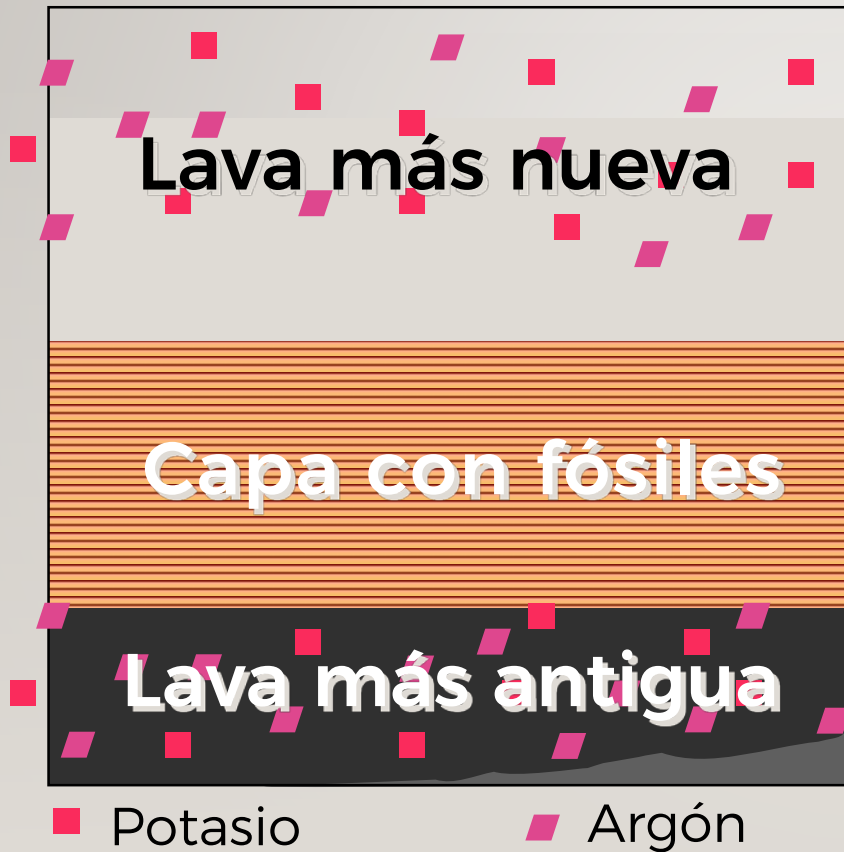 Lava más nueva
Capa con fósiles
Lava más antigua
Potasio
Argón